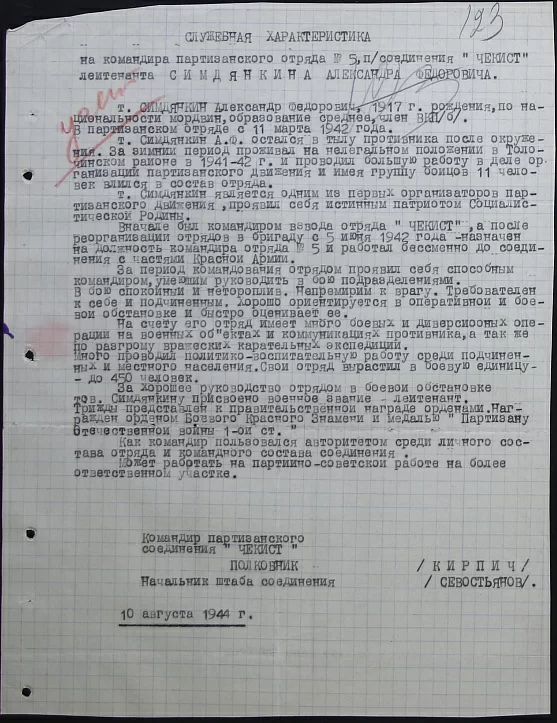 123
СЛУЖЕБНАЯ ХАРАКТЕРИСТИКА
на командира партизанского отряда № 5,п/соединения " ЧЕКИСТ"
лейтенанта С И М Д Я Н К И Н А АЛЕКСАНДРА ФЕДОРОВИЧА.
т. СИМДЯНКИН Александр Федорович, 1917 г. рождения, по на-
циональности мордвин, образование среднее, член ВКП/б/.
В партизанском отряде с 11 марта 1942 года.
т. Симдянкин А.Ф. остался в тылу противника после окруже-
ния. За зимний период проживал на нелегальном положении в Толо-
чинском районе в 1941-42 г. и проводил большую работу в деле ор-
ганизации партизанского движения и имея группу бойцов 11 чело-
век влился в состав отряда.
т. Симдянкин является одним из первых организаторов пар-
тизанского движения, проявил себя истинным патриотом Социалис-
тической Родины.
Вначале был командиром взвода отряда " ЧЕКИСТ", а после
реорганизации отрядов в бригаду с 5 июня 1942 года -назначен
на должность командира отряда № 5 и работал бессменно до соеди-
нения с частями Красной Армии.
За период командования отрядом проявил себя способным
командиром, умеющим руководить в бою подразделениями.
В бою спокойный и нетороплив. Непремирим к врагу. Требователен
к себе и подчиненным. Хорошо ориентируется в оперативной и бое-
вой обстановке и быстро оценивает ее.
На счету его отряд имеет много боевых и диверсионых опе-
раций на военных об"ектах и коммуникациях противника, а так же
по разгрому вражеских карательных експедиций.
Много проводил политико-воспитательную работу среди подчинен-
ных и местного населения. Свой отряд вырастил в боевую единицу-
- до 450 человек.
За хорошее руководство отрядом в боевой обстановке
тов. Симдянкину присвоено военное звание - лейтенант.
Трижды представлен к правительственной награде орденами. Наг-
ражден орденом Боевого Красного Знамени и медалью " Партизану
Отечественной войны 1-ой ст. "
Как командир пользовался авторитетом среди личного сос-
тава отряда и командного состава соединения .
Может работать на партийно-советской работе на более
ответственном участке.
Командир партизанского
соединения " ЧЕКИСТ "
ПОЛКОВНИК / К И Р П И Ч /
Начальник штаба соединения / СЕВОСТЬЯНОВ/.
10 августа 1944 г.